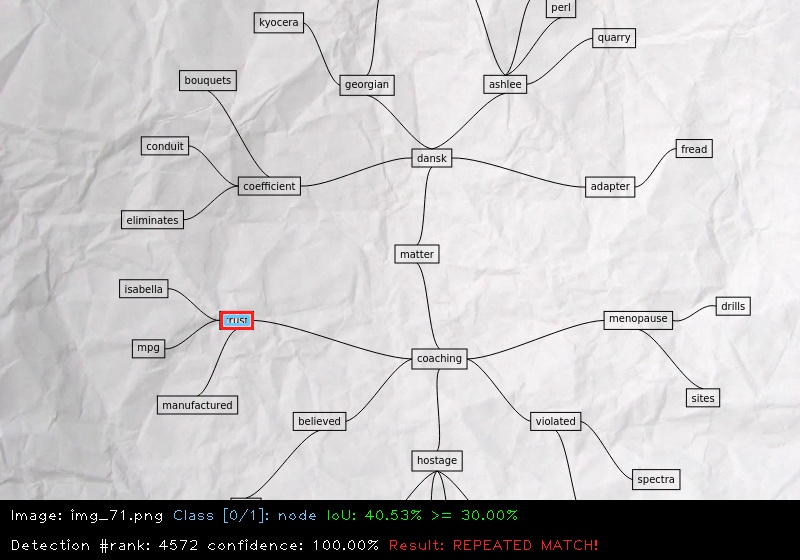 perl
kyocera
quarry
bouquets
georgian
ashlee
conduit
fread
dansk
coefficient
adapter
eliminates
matter
isabella
drills
trust
menopause
mpg
coaching
sites
manufactured
believed
violated
hostage
spectra
Image: img_71.png Class [0/1]: node IoU: 40.53% >= 30.00%
Detection #rank: 4572 confidence: 100.00% Result: REPEATED MATCH!